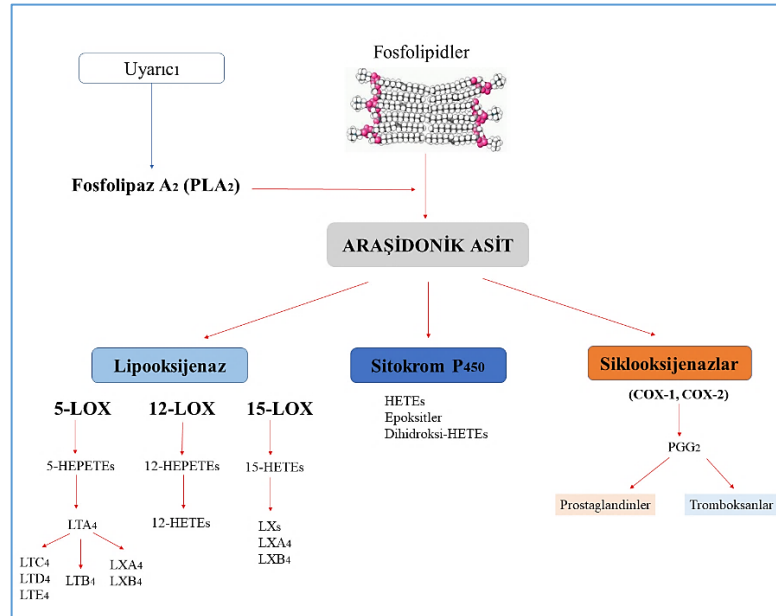 Fosfolipidler
Uyarıcı
Fosfolipaz A2 (PLA2)
ARAŞİDONİK ASİT
Lipooksijenaz
Sitokrom P450
Siklooksijenazlar
5-LOX
12-LOX
15-LOX
HETEs
Epoksitler
Dihidroksi-HETEs
(COX-1, COX-2)
PGG2
5-HEPETEs
12-HEPETEs
15-HETEs
Prostaglandinler
Tromboksanlar
LTA4
12-HETEs
LXs
LXA4
LXB4
LTC4
LTD4
LTE4
LTB4
LXA4
LXB4